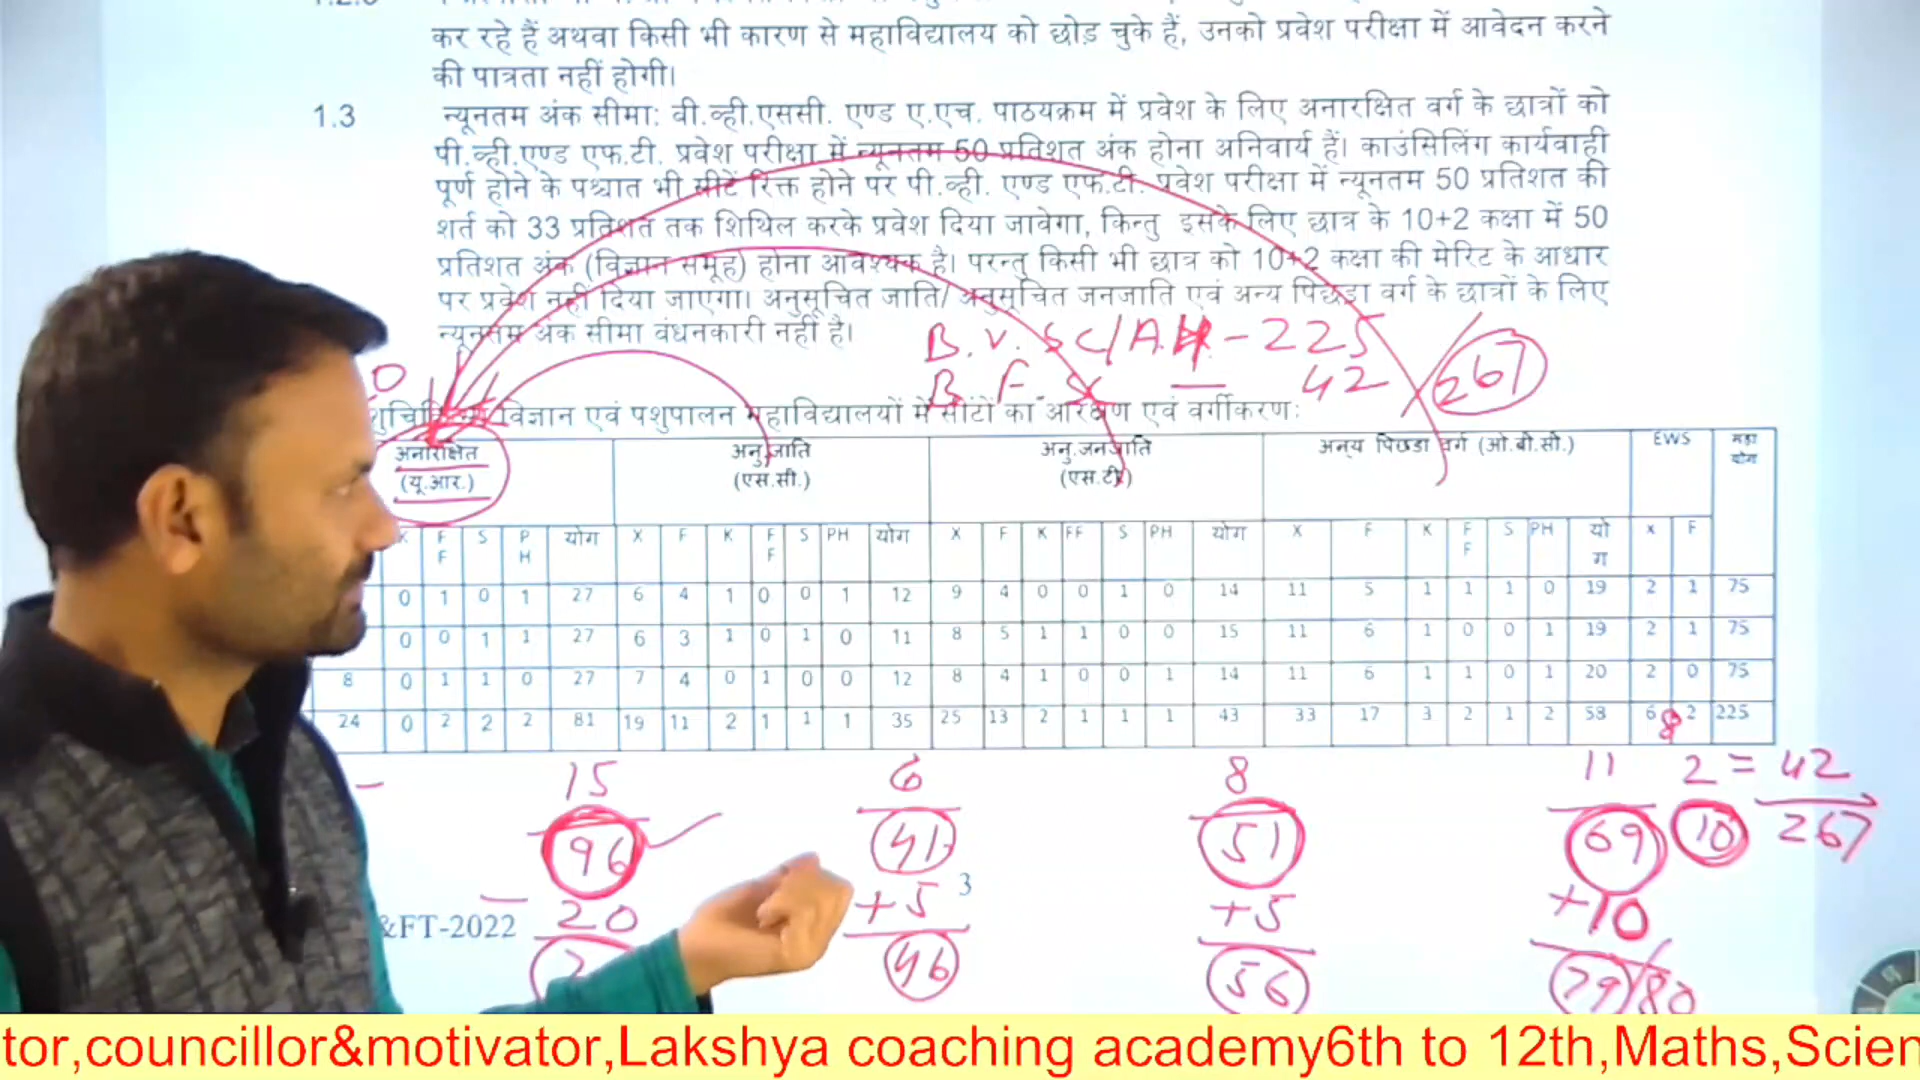 कर रहे हैं अथवा किसी भी कारण से महाविद्यालय को छोड़ चुके हैं, उनको प्रवेश परीक्षा में आवेदन करने
की पात्रता नहीं होगी।
1.3 न्यूनतम अंक सीमा: वी.व्ही.एससी. एण्ड ए.एच. पाठयक्रम में प्रवेश के लिए अनारक्षित वर्ग के छात्रों को
पी.व्ही.एण्ड एफ.टी. प्रवेश परीक्षा में न्यूनतम 50 प्रतिशत अंक होना अनिवार्य हैं। काउंसिलिंग कार्यवाही
पूर्ण होने के पश्चात भी सीटें रिक्त होने पर पी.व्ही. एण्ड एफ.टी. प्रवेश परीक्षा में न्यूनतम 50 प्रतिशत की
शर्त को 33 प्रतिशत तक शिथिल करके प्रवेश दिया जावेगा, किन्तु इसके लिए छात्र के 10+2 कक्षा में 50
प्रतिशत अंक (विज्ञान समूह) होना आवश्यक है। परन्तु किसी भी छात्र को 10+2 कक्षा की मेरिट के आधार
पर प्रवेश नहीं दिया जाएगा। अनुसूचित जाति/ अनुसूचित जनजाति एवं अन्य पिछड़ा वर्ग के छात्रों के लिए
न्यूनतम अंक सीमा वंधनकारी नहीं है।
B.V.SC/A.H. - 225
B.F.S 42 267
विज्ञान एवं पशुपालन महाविद्यालयों में सीटों का आरक्षण एवं वर्गीकरण:
अनारक्षित (यू.आर.) अनु.जाति (एस.सी.) अनु.जनजाति (एस.टी.) अन्य पिछडा वर्ग (ओ.बी.सी.) EWS महा योग
K FF S PH योग X F K FF S PH योग X F K FF S PH योग X F K FF S PH योग X F
0 1 0 1 27 6 4 1 0 0 1 12 9 4 0 0 1 0 14 11 5 1 1 1 0 19 2 1 75
0 0 1 1 27 6 3 1 0 1 0 11 8 5 1 1 0 0 15 11 6 1 0 0 1 19 2 1 75
8 0 1 1 0 27 7 4 0 1 0 0 12 8 4 1 0 0 1 14 11 6 1 1 0 1 20 2 0 75
24 0 2 2 2 81 19 11 2 1 1 1 35 25 13 2 1 1 1 43 33 17 3 2 1 2 58 6 8 2 225
15 6 8 11 2 = 42
96 41 51 69 10 267
3
- 20 +5 +5 +10
&FT-2022
46 56 79/80
tor,councillor&motivator,Lakshya coaching academy6th to 12th,Maths,Scien